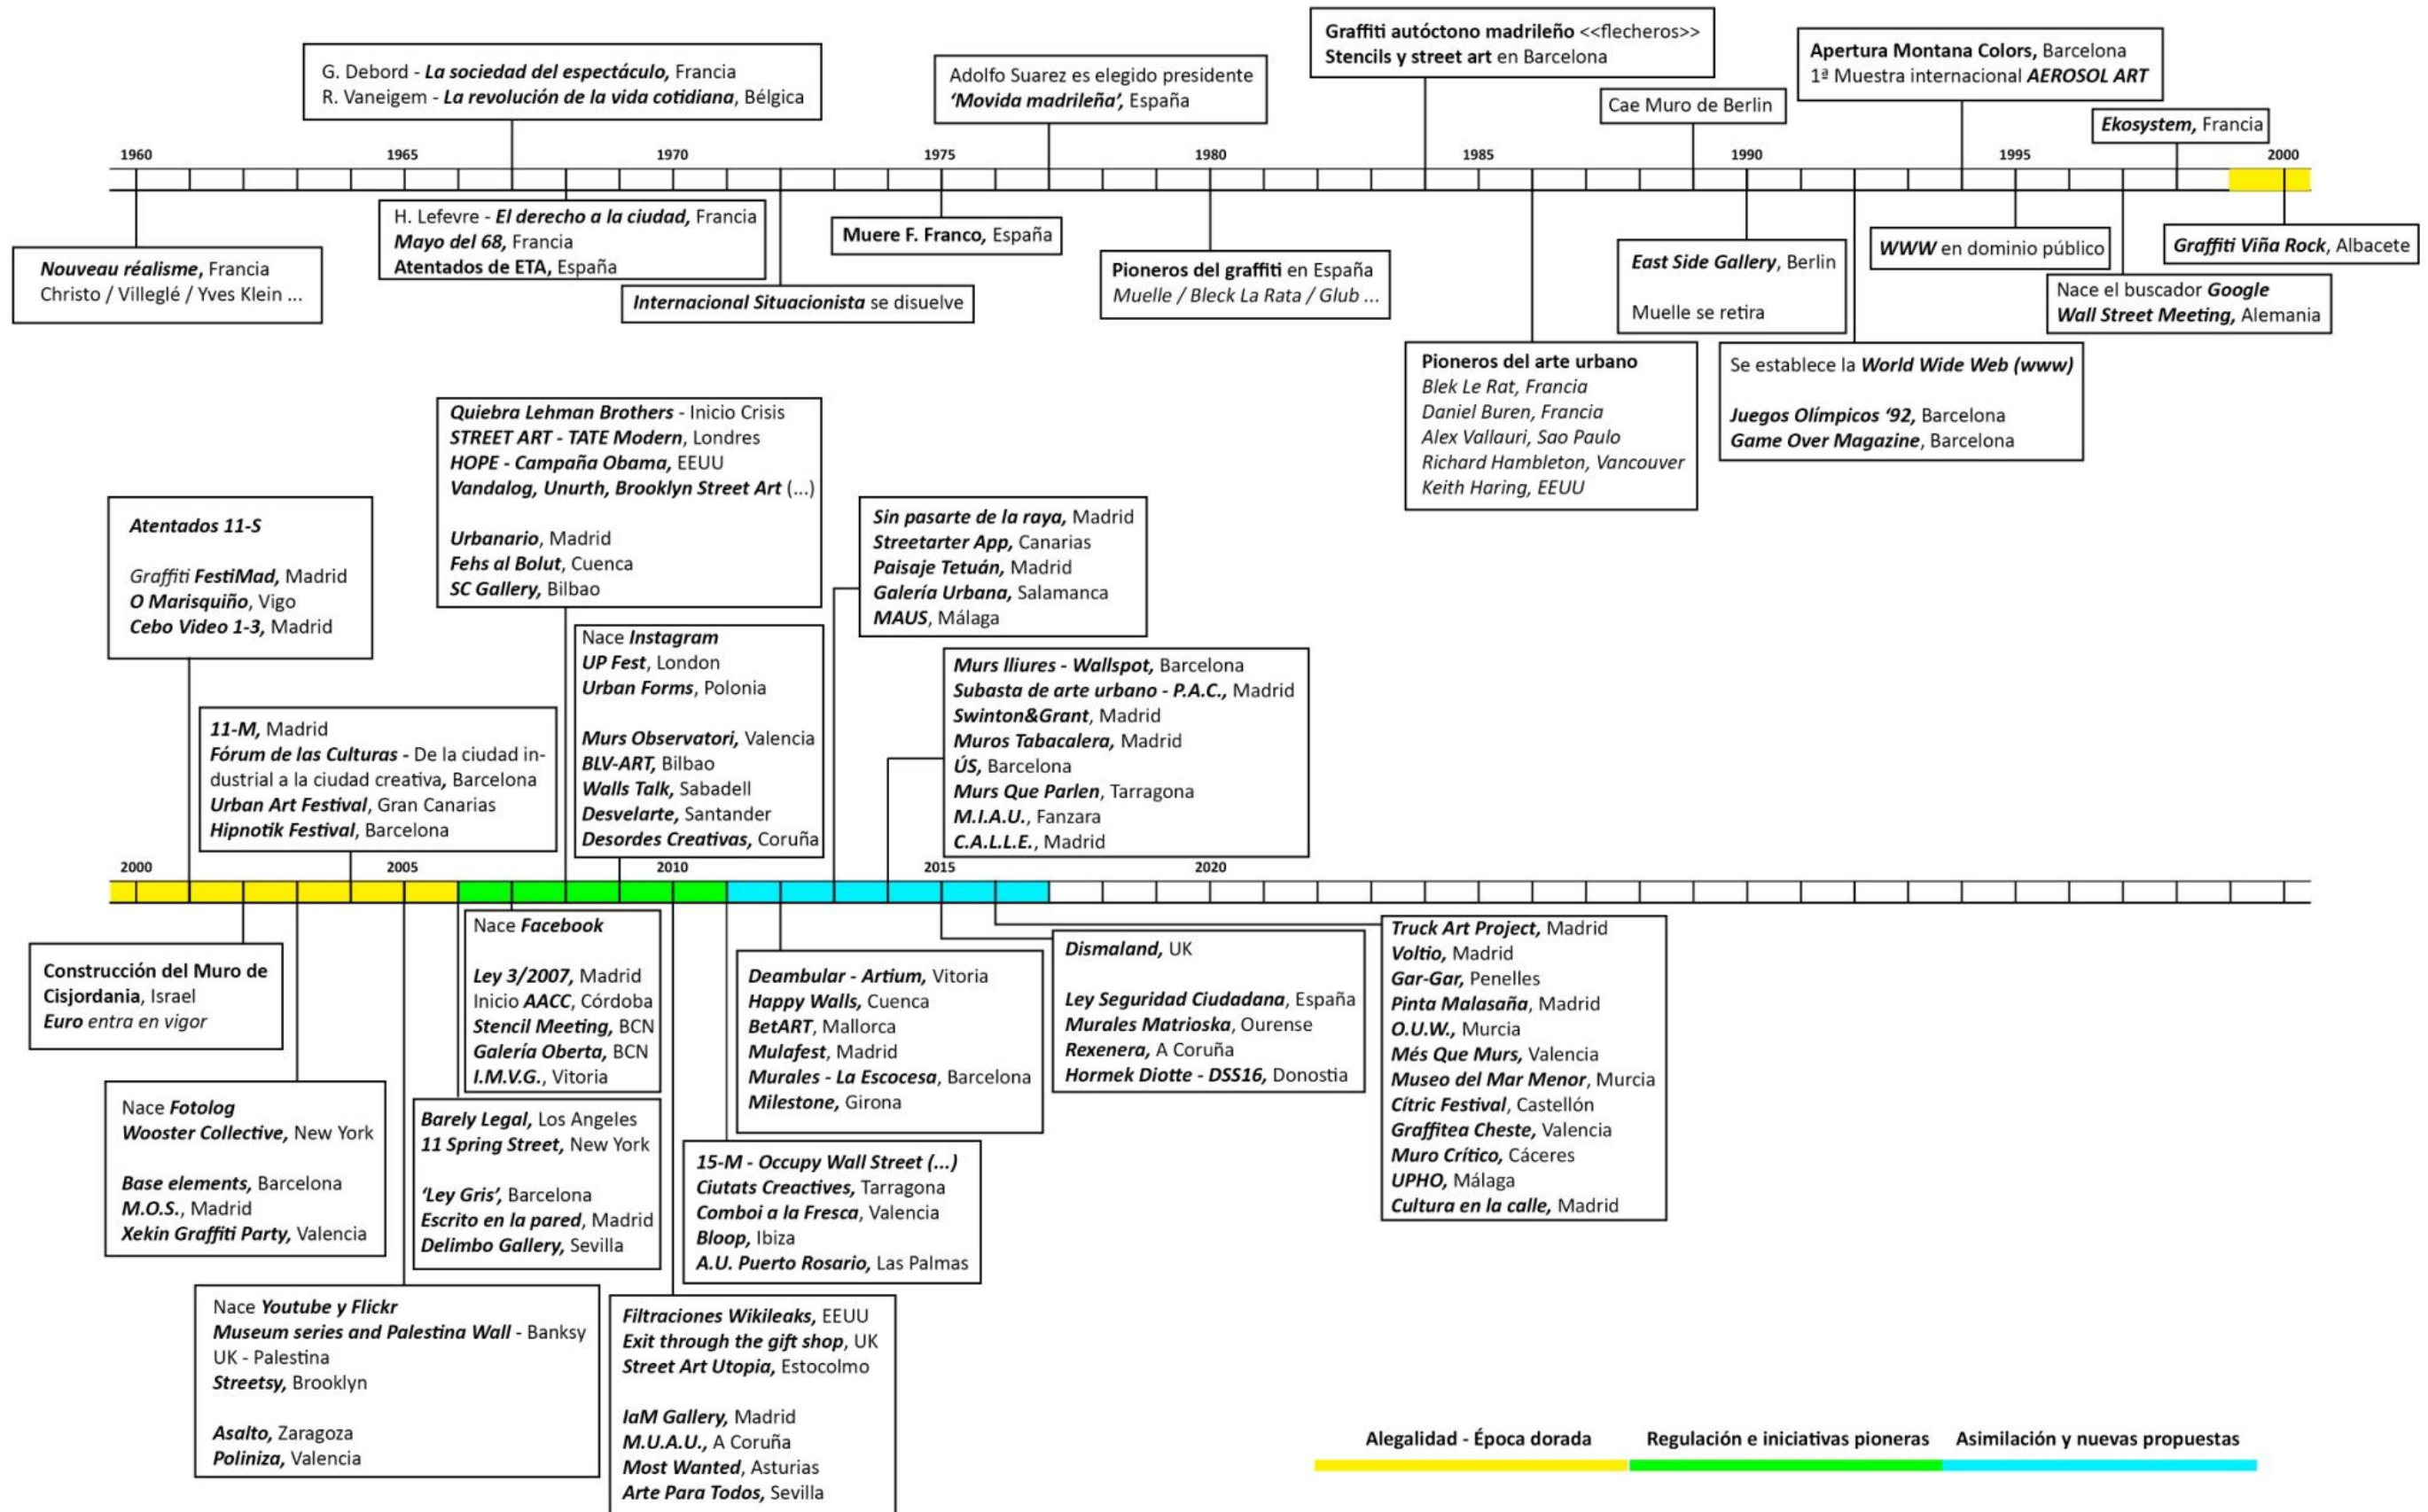 Graffiti autóctono madrileño <<flecheros>>
Stencils y street art en Barcelona
Apertura Montana Colors, Barcelona
1ª Muestra internacional AEROSOL ART
G. Debord - La sociedad del espectáculo, Francia
R. Vaneigem - La revolución de la vida cotidiana, Bélgica
Adolfo Suarez es elegido presidente
‘Movida madrileña’, España
Cae Muro de Berlin
Ekosystem, Francia
1960 1965 1970 1975 1980 1985 1990 1995 2000
Nouveau réalisme, Francia
Christo / Villeglé / Yves Klein ...
H. Lefevre - El derecho a la ciudad, Francia
Mayo del 68, Francia
Atentados de ETA, España
Internacional Situacionista se disuelve
Muere F. Franco, España
Pioneros del graffiti en España
Muelle / Bleck La Rata / Glub ...
Pioneros del arte urbano
Blek Le Rat, Francia
Daniel Buren, Francia
Alex Vallauri, Sao Paulo
Richard Hambleton, Vancouver
Keith Haring, EEUU
East Side Gallery, Berlin
Muelle se retira
Se establece la World Wide Web (www)
Juegos Olímpicos ‘92, Barcelona
Game Over Magazine, Barcelona
WWW en dominio público
Nace el buscador Google
Wall Street Meeting, Alemania
Graffiti Viña Rock, Albacete
Atentados 11-S
Graffiti FestiMad, Madrid
O Marisquiño, Vigo
Cebo Video 1-3, Madrid
11-M, Madrid
Fórum de las Culturas - De la ciudad in-
dustrial a la ciudad creativa, Barcelona
Urban Art Festival, Gran Canarias
Hipnotik Festival, Barcelona
Quiebra Lehman Brothers - Inicio Crisis
STREET ART - TATE Modern, Londres
HOPE - Campaña Obama, EEUU
Vandalog, Unurth, Brooklyn Street Art (...)
Urbanario, Madrid
Fehs al Bolut, Cuenca
SC Gallery, Bilbao
Nace Instagram
UP Fest, London
Urban Forms, Polonia
Murs Observatori, Valencia
BLV-ART, Bilbao
Walls Talk, Sabadell
Desvelarte, Santander
Desordes Creativas, Coruña
Sin pasarte de la raya, Madrid
Streetarter App, Canarias
Paisaje Tetuán, Madrid
Galería Urbana, Salamanca
MAUS, Málaga
Murs lliures - Wallspot, Barcelona
Subasta de arte urbano - P.A.C., Madrid
Swinton&Grant, Madrid
Muros Tabacalera, Madrid
ÚS, Barcelona
Murs Que Parlen, Tarragona
M.I.A.U., Fanzara
C.A.L.L.E., Madrid
2000 2005 2010 2015 2020
Construcción del Muro de
Cisjordania, Israel
Euro entra en vigor
Nace Fotolog
Wooster Collective, New York
Base elements, Barcelona
M.O.S., Madrid
Xekin Graffiti Party, Valencia
Nace Youtube y Flickr
Museum series and Palestina Wall - Banksy
UK - Palestina
Streetsy, Brooklyn
Asalto, Zaragoza
Poliniza, Valencia
Nace Facebook
Ley 3/2007, Madrid
Inicio AACC, Córdoba
Stencil Meeting, BCN
Galería Oberta, BCN
I.M.V.G., Vitoria
Barely Legal, Los Angeles
11 Spring Street, New York
‘Ley Gris’, Barcelona
Escrito en la pared, Madrid
Delimbo Gallery, Sevilla
Filtraciones Wikileaks, EEUU
Exit through the gift shop, UK
Street Art Utopia, Estocolmo
IaM Gallery, Madrid
M.U.A.U., A Coruña
Most Wanted, Asturias
Arte Para Todos, Sevilla
Deambular - Artium, Vitoria
Happy Walls, Cuenca
BetART, Mallorca
Mulafest, Madrid
Murales - La Escocesa, Barcelona
Milestone, Girona
15-M - Occupy Wall Street (...)
Ciutats Creactives, Tarragona
Comboi a la Fresca, Valencia
Bloop, Ibiza
A.U. Puerto Rosario, Las Palmas
Dismaland, UK
Ley Seguridad Ciudadana, España
Murales Matrioska, Ourense
Rexenera, A Coruña
Hormek Diotte - DSS16, Donostia
Truck Art Project, Madrid
Voltio, Madrid
Gar-Gar, Penelles
Pinta Malasaña, Madrid
O.U.W., Murcia
Més Que Murs, Valencia
Museo del Mar Menor, Murcia
Cítric Festival, Castellón
Graffitea Cheste, Valencia
Muro Crítico, Cáceres
UPHO, Málaga
Cultura en la calle, Madrid
Alegalidad - Época dorada
Regulación e iniciativas pioneras
Asimilación y nuevas propuestas